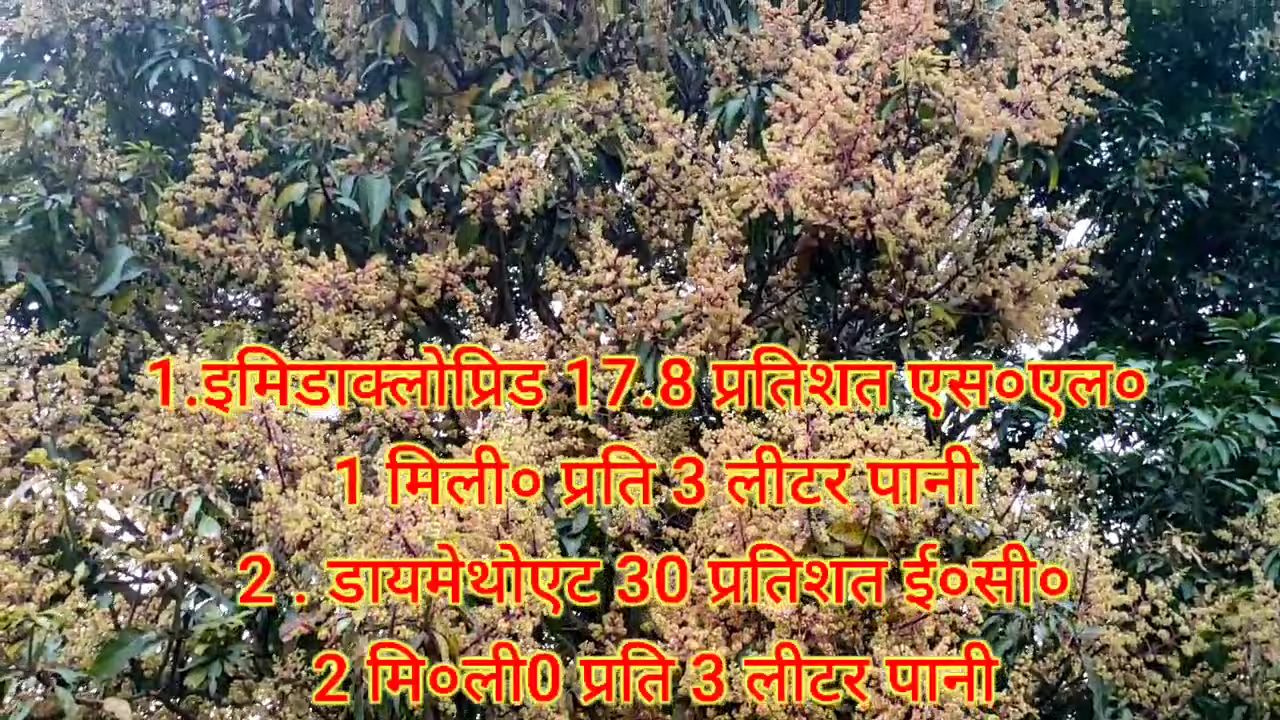 1.इमिडाक्लोप्रिड 17.8 प्रतिशत एस०एल०
1 मिली० प्रति 3 लीटर पानी
2 . डायमेथोएट 30 प्रतिशत ई०सी०
2 मि०ली0 प्रति 3 लीटर पानी